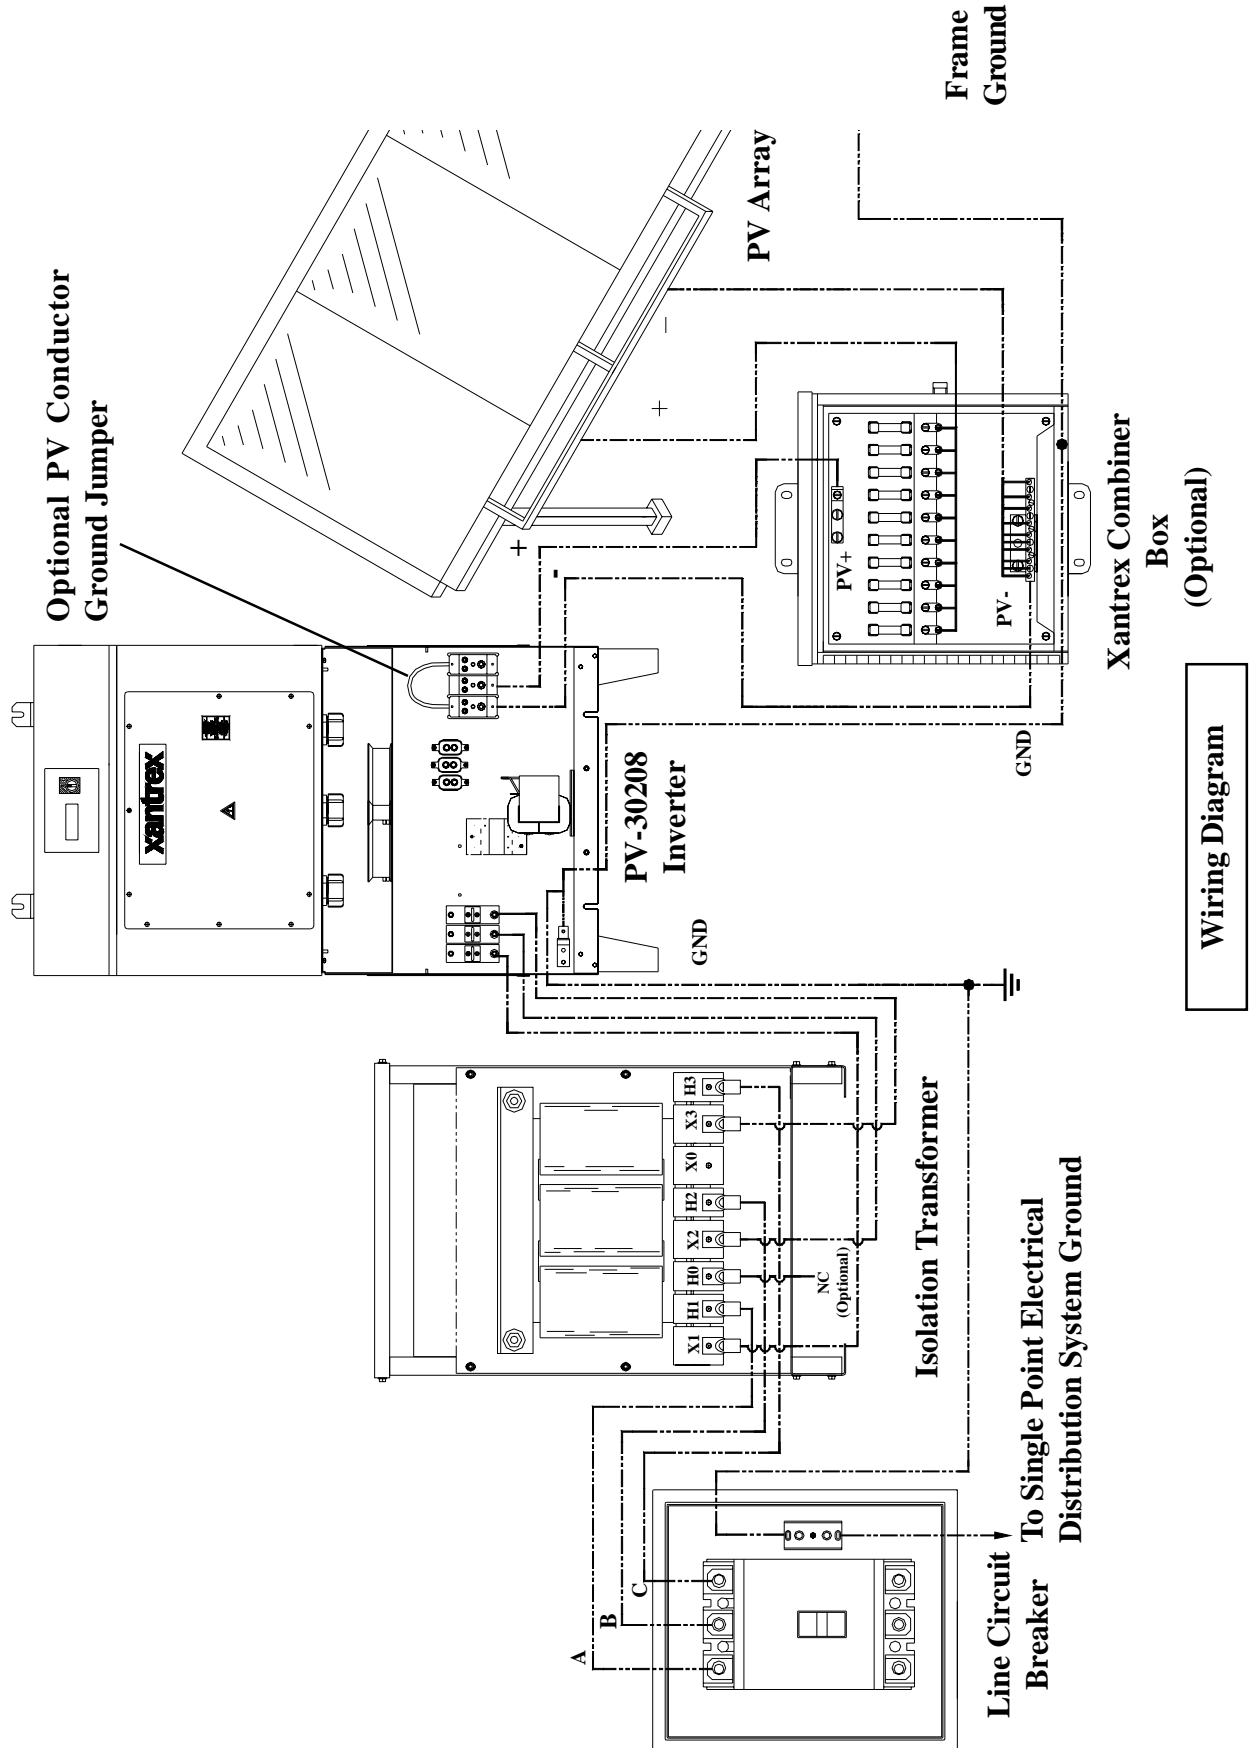 Optional PV Conductor
Ground Jumper
xantrex
PV Array
Frame
Ground
+
-
+
-
PV+
PV-
Xantrex Combiner
Box
(Optional)
GND
PV-30208
Inverter
GND
H3
X3
X0
H2
X2
H0
H1
X1
NC
(Optional)
Isolation Transformer
A
B
C
Line Circuit
Breaker
To Single Point Electrical
Distribution System Ground
Wiring Diagram